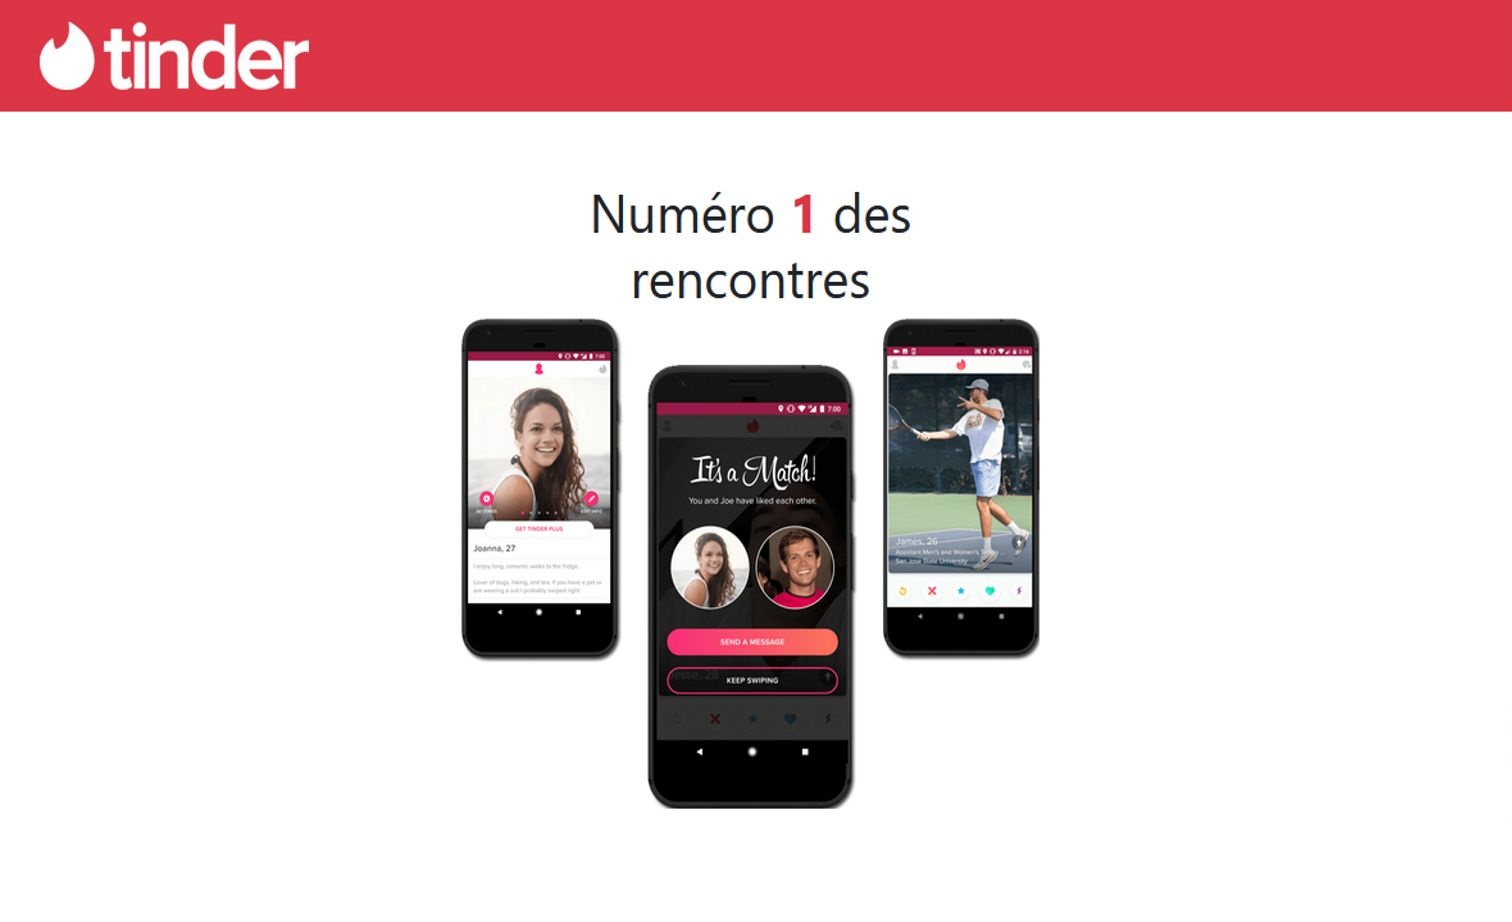 tinder
Numéro 1 des
rencontres
7:00
SETTINGS
EDIT INFO
GET TINDER PLUS
Joanna, 27
I enjoy long, romantic walks to the fridge.
Lover of dogs, hiking, and tea. If you have a pet or
are wearing a suit I probably swiped right.
7:00
It's a Match!
You and Joe have liked each other.
SEND A MESSAGE
Jesse, 28
KEEP SWIPING
2:16
James, 26
Assistant Men's and Women's Tennis ...
San Jose State University